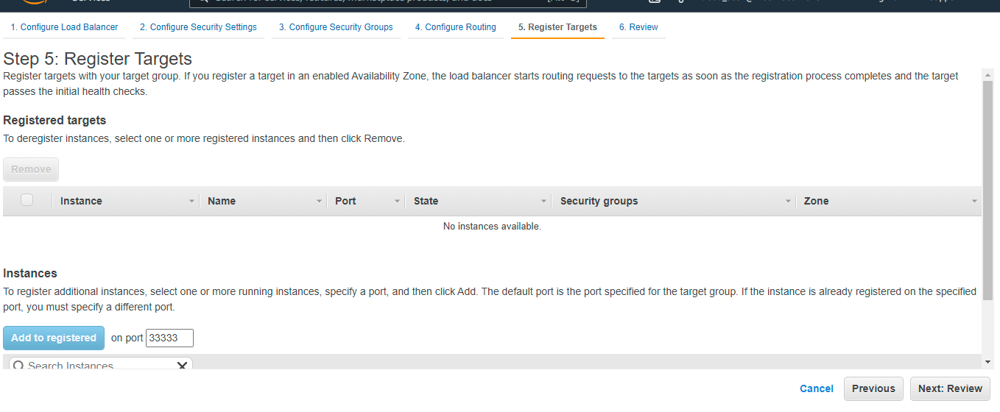 1. Configure Load Balancer 2. Configure Security Settings 3. Configure Security Groups 4. Configure Routing 5. Register Targets 6. Review
Step 5: Register Targets
Register targets with your target group. If you register a target in an enabled Availability Zone, the load balancer starts routing requests to the targets as soon as the registration process completes and the target
passes the initial health checks.
Registered targets
To deregister instances, select one or more registered instances and then click Remove.
Remove
Instance Name Port State Security groups Zone
No instances available.
Instances
To register additional instances, select one or more running instances, specify a port, and then click Add. The default port is the port specified for the target group. If the instance is already registered on the specified
port, you must specify a different port.
Add to registered on port 33333
Search Instances
Cancel Previous Next: Review